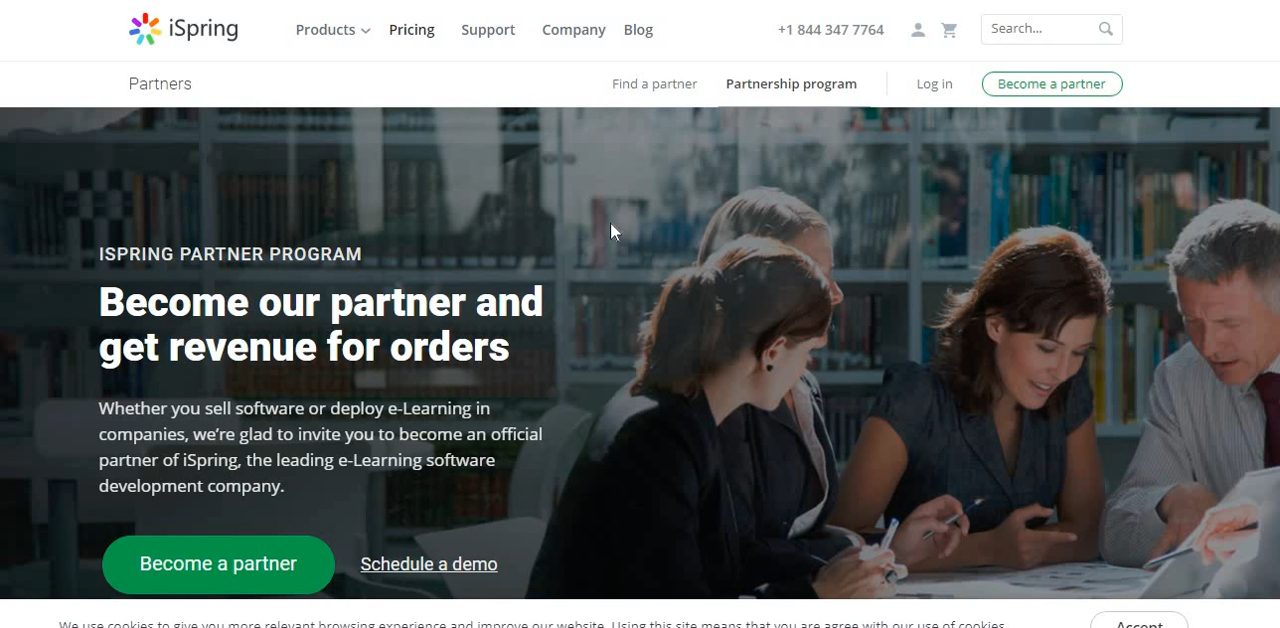 iSpring Products Pricing Support Company Blog +1 844 347 7764 Search...
Partners Find a partner Partnership program Log in Become a partner
ISPRING PARTNER PROGRAM
Become our partner and
get revenue for orders
Whether you sell software or deploy e-Learning in
companies, we're glad to invite you to become an official
partner of iSpring, the leading e-Learning software
development company.
Become a partner Schedule a demo
We use cookies to give you more relevant browsing experience and improve our website. Using this site means that you are agree with our use of cookies. Accept